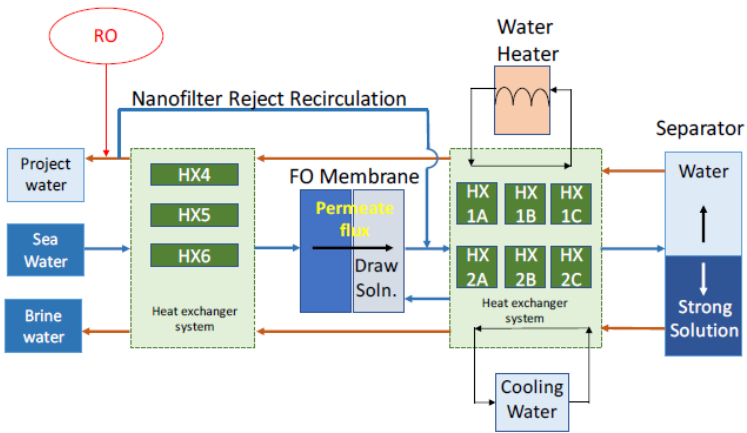 RO
Water
Heater
Nanofilter Reject Recirculation
Separator
Project
water
HX4
FO Membrane
Water
HX5
Permeate
flux
HX
1A
HX
1B
HX
1C
Sea
Water
HX6
Draw
Soln.
HX
2A
HX
2B
HX
2C
Heat exchanger
system
Heat exchanger
system
Brine
water
Strong
Solution
Cooling
Water